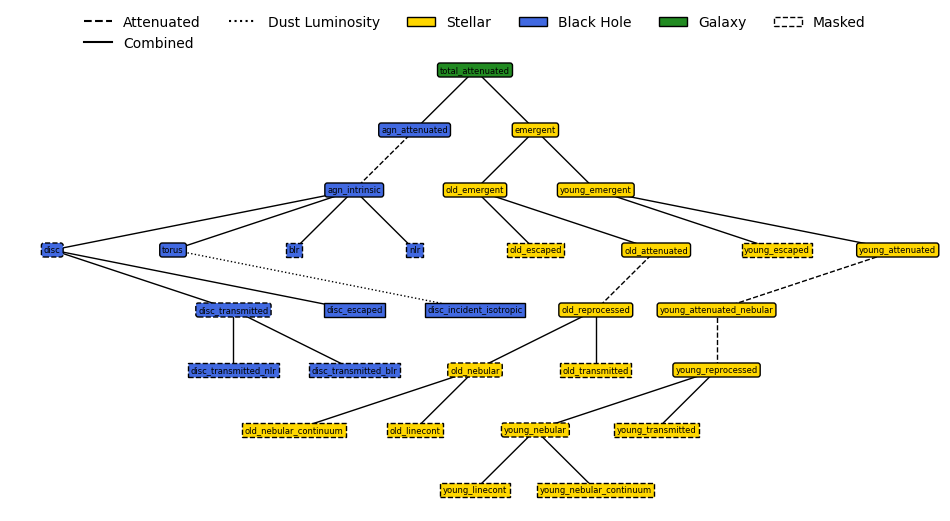 Attenuated Dust Luminosity Stellar Black Hole Galaxy Masked
Combined
total_attenuated
agn_attenuated emergent
agn_intrinsic old_emergent young_emergent
disc torus blr nlr old_escaped old_attenuated young_escaped young_attenuated
disc_transmitted disc_escaped disc_incident_isotropic old_reprocessed young_attenuated_nebular
disc_transmitted_nlr disc_transmitted_blr old_nebular old_transmitted young_reprocessed
old_nebular_continuum old_linecont young_nebular young_transmitted
young_linecont young_nebular_continuum